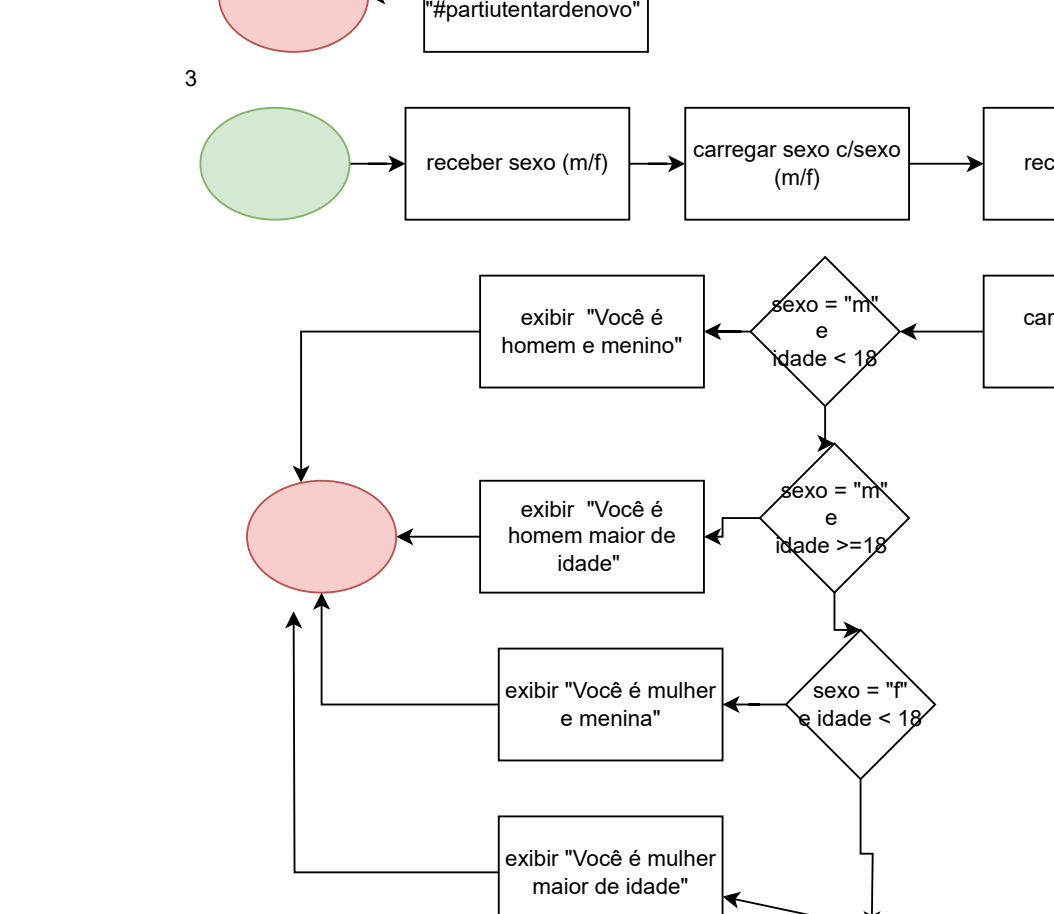 "#partiutentardenovo"
3
receber sexo (m/f)
carregar sexo c/sexo
(m/f)
exibir  "Você é
homem e menino"
sexo = "m"
e
idade < 18
exibir  "Você é
homem maior de
idade"
sexo = "m"
e
idade >=18
exibir "Você é mulher
e menina"
sexo = "f"
e idade < 18
exibir "Você é mulher
maior de idade"